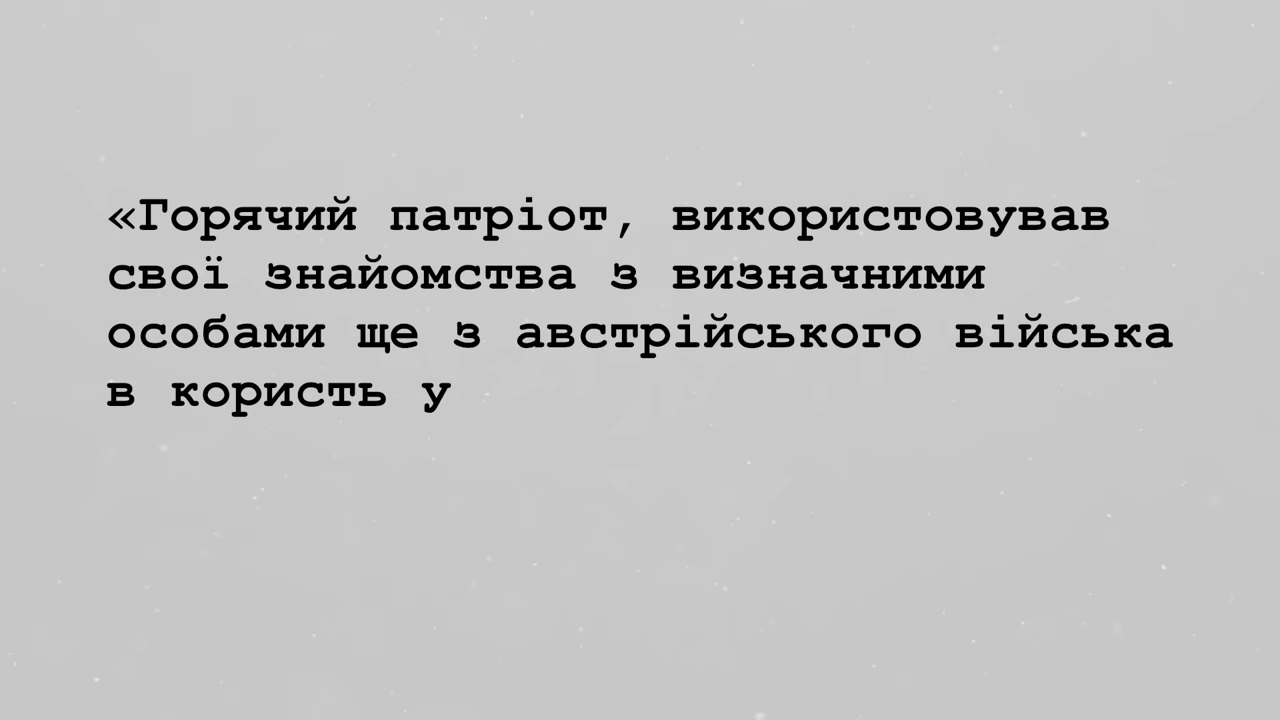 «Горячий патріот, використовував
свої знайомства з визначними
особами ще з австрійського війська
в користь у